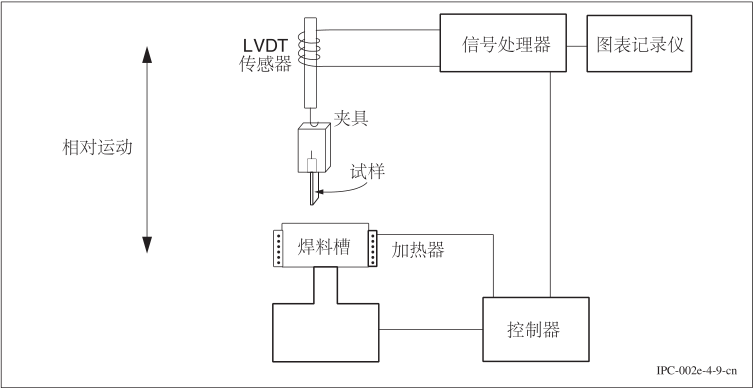 LVDT
传感器
信号处理器
图表记录仪
夹具
相对运动
试样
焊料槽
加热器
控制器
IPC-002e-4-9-cn